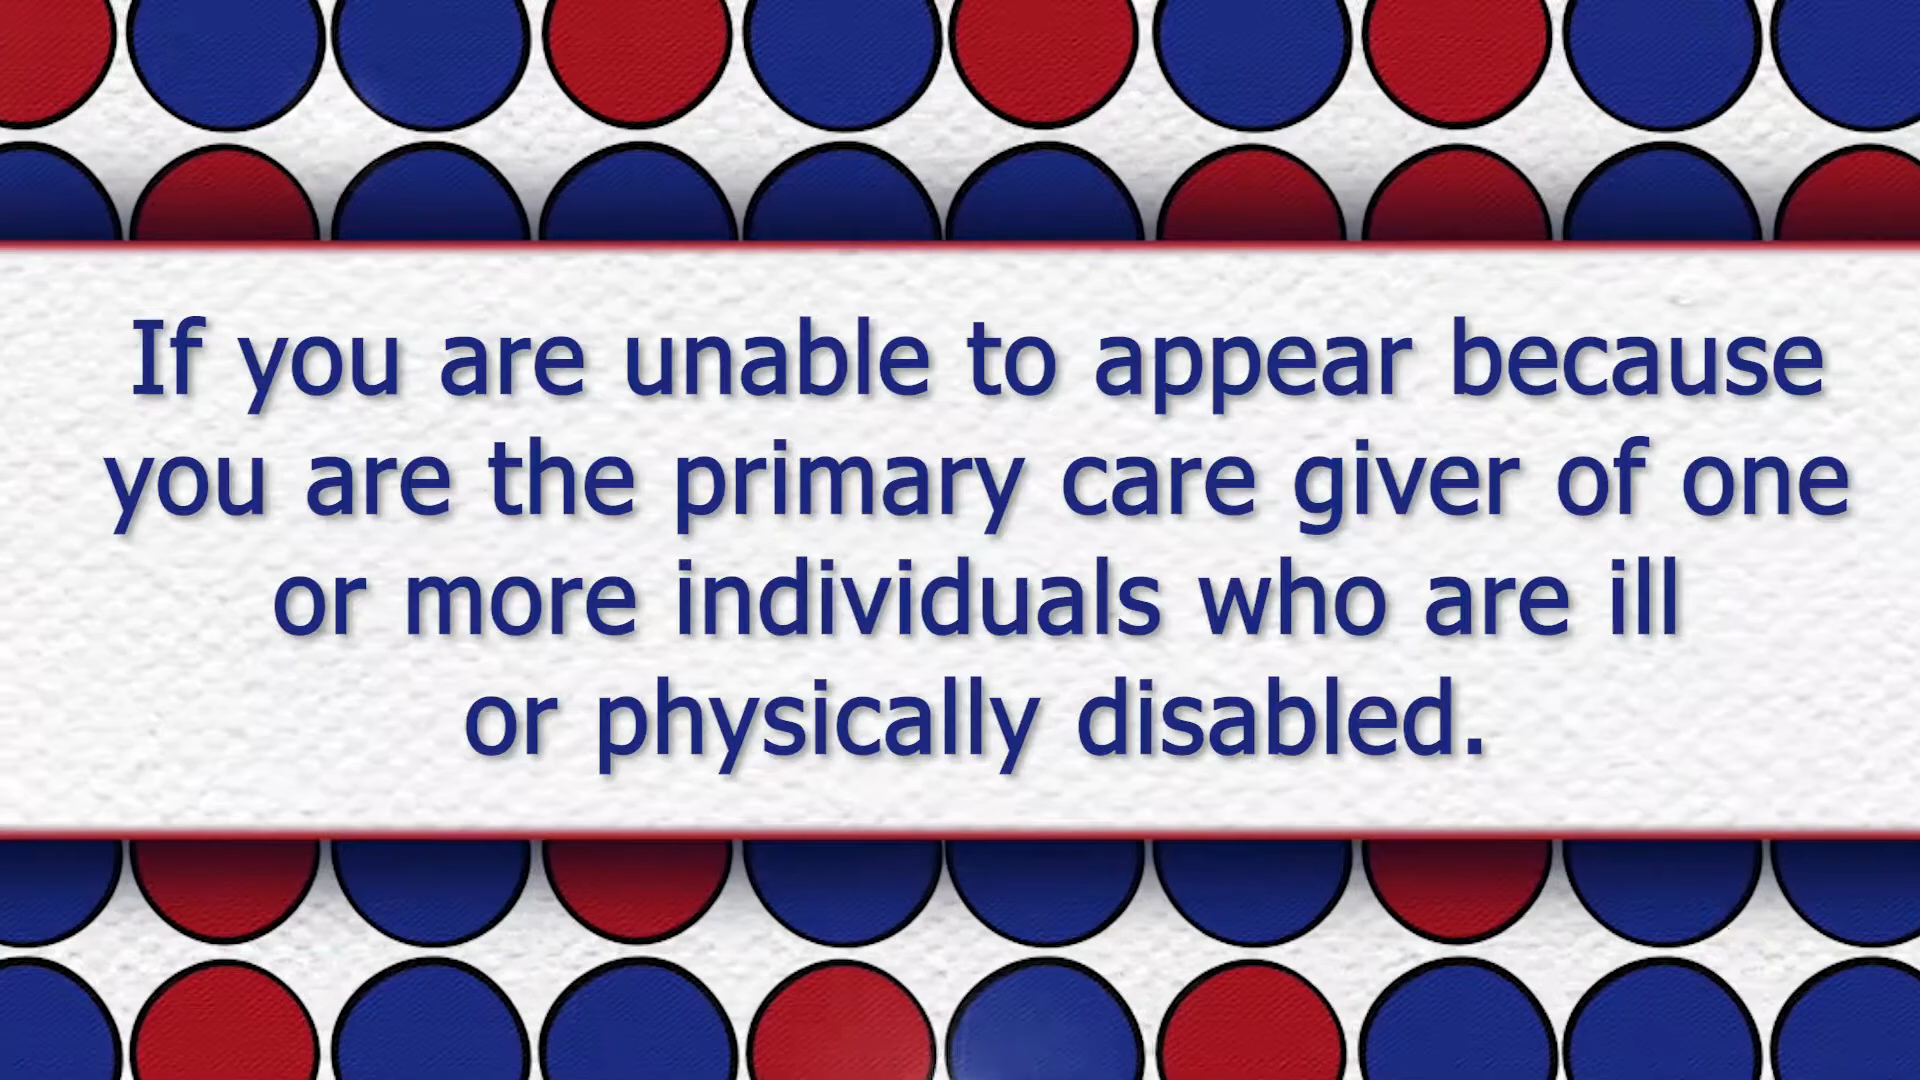 If you are unable to appear because
you are the primary care giver of one
or more individuals who are ill
or physically disabled.